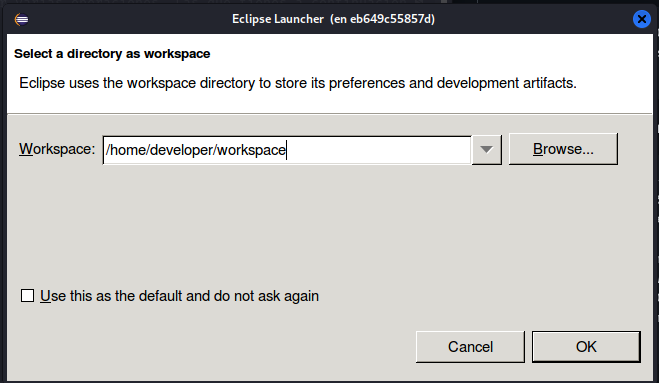 Eclipse Launcher (en eb649c55857d)
Select a directory as workspace
Eclipse uses the workspace directory to store its preferences and development artifacts.
Workspace: /home/developer/workspace Browse...
Use this as the default and do not ask again
Cancel OK